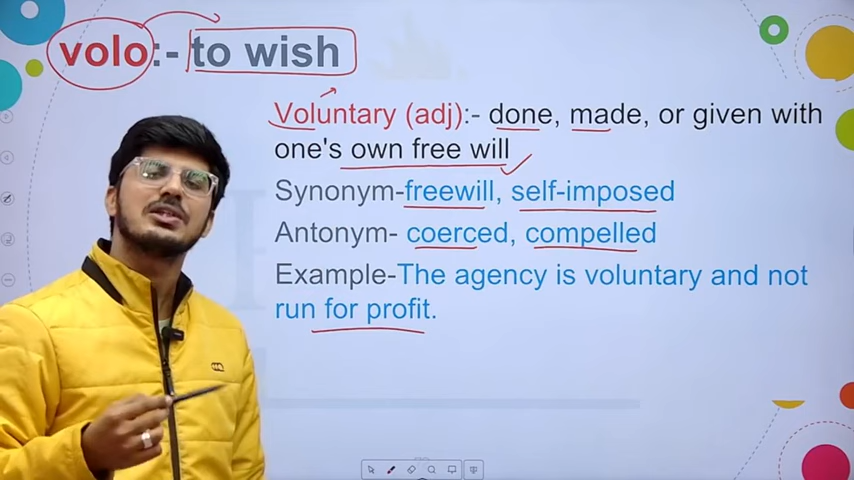 volo:- to wish
Voluntary (adj):- done, made, or given with
one's own free will
Synonym-freewill, self-imposed
Antonym- coerced, compelled
Example-The agency is voluntary and not
run for profit.